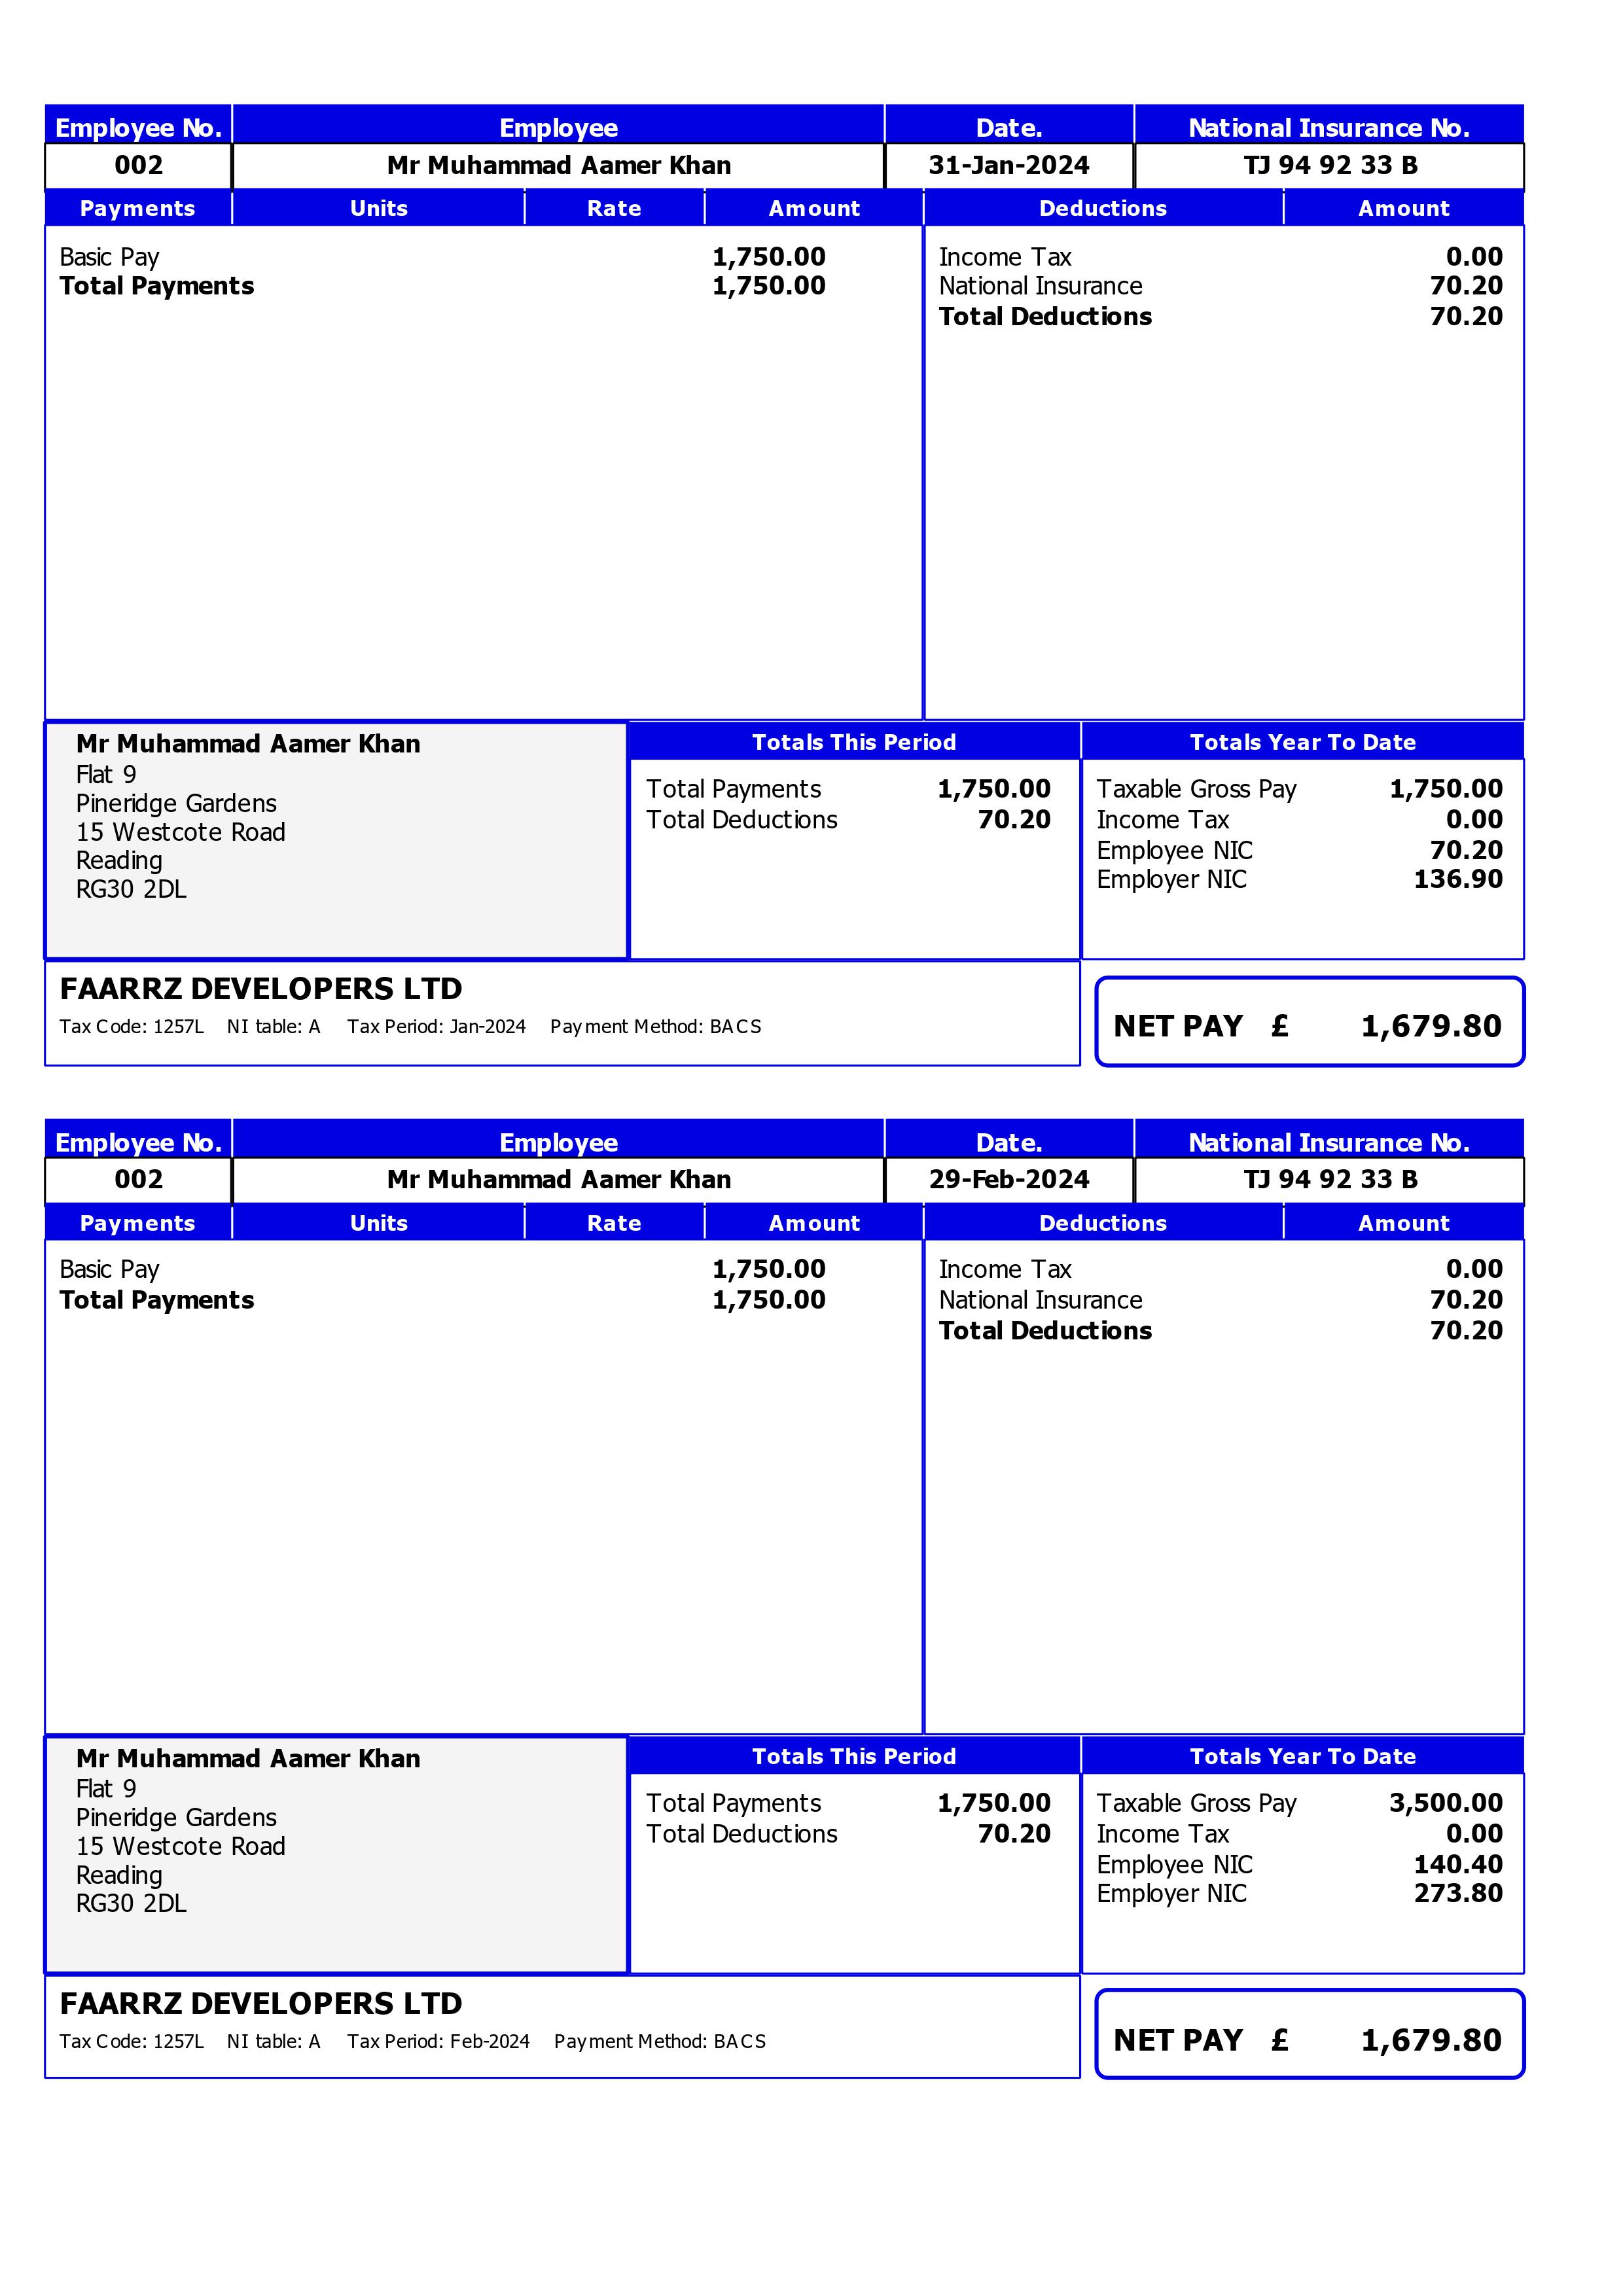 Employee No. Employee Date. National Insurance No.
002 Mr Muhammad Aamer Khan 31-Jan-2024 TJ 94 92 33 B
Payments Units Rate Amount Deductions Amount
Basic Pay 1,750.00 Income Tax 0.00
Total Payments 1,750.00 National Insurance 70.20
Total Deductions 70.20
Mr Muhammad Aamer Khan Totals This Period Totals Year To Date
Flat 9 Total Payments 1,750.00 Taxable Gross Pay 1,750.00
Pineridge Gardens Total Deductions 70.20 Income Tax 0.00
15 Westcote Road Employee NIC 70.20
Reading Employer NIC 136.90
RG30 2DL
FAARRZ DEVELOPERS LTD
Tax Code: 1257L NI table: A Tax Period: Jan-2024 Payment Method: BACS NET PAY £ 1,679.80
Employee No. Employee Date. National Insurance No.
002 Mr Muhammad Aamer Khan 29-Feb-2024 TJ 94 92 33 B
Payments Units Rate Amount Deductions Amount
Basic Pay 1,750.00 Income Tax 0.00
Total Payments 1,750.00 National Insurance 70.20
Total Deductions 70.20
Mr Muhammad Aamer Khan Totals This Period Totals Year To Date
Flat 9 Total Payments 1,750.00 Taxable Gross Pay 3,500.00
Pineridge Gardens Total Deductions 70.20 Income Tax 0.00
15 Westcote Road Employee NIC 140.40
Reading Employer NIC 273.80
RG30 2DL
FAARRZ DEVELOPERS LTD
Tax Code: 1257L NI table: A Tax Period: Feb-2024 Payment Method: BACS NET PAY £ 1,679.80